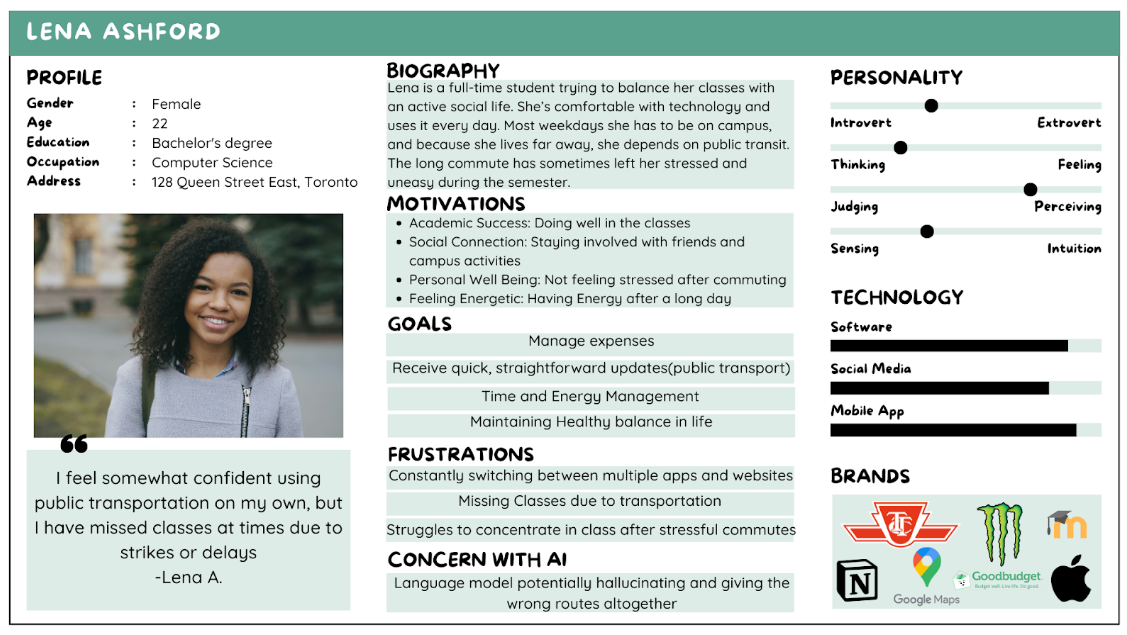 LENA ASHFORD
PROFILE
Gender : Female
Age : 22
Education : Bachelor's degree
Occupation : Computer Science
Address : 128 Queen Street East, Toronto
I feel somewhat confident using
public transportation on my own, but
I have missed classes at times due to
strikes or delays
-Lena A.
BIOGRAPHY
Lena is a full-time student trying to balance her classes with
an active social life. She's comfortable with technology and
uses it every day. Most weekdays she has to be on campus,
and because she lives far away, she depends on public transit.
The long commute has sometimes left her stressed and
uneasy during the semester.
MOTIVATIONS
• Academic Success: Doing well in the classes
• Social Connection: Staying involved with friends and
campus activities
• Personal Well Being: Not feeling stressed after commuting
• Feeling Energetic: Having Energy after a long day
GOALS
Manage expenses
Receive quick, straightforward updates(public transport)
Time and Energy Management
Maintaining Healthy balance in life
FRUSTRATIONS
Constantly switching between multiple apps and websites
Missing Classes due to transportation
Struggles to concentrate in class after stressful commutes
CONCERN WITH AI
Language model potentially hallucinating and giving the
wrong routes altogether
PERSONALITY
Introvert Extrovert
Thinking Feeling
Judging Perceiving
Sensing Intuition
TECHNOLOGY
Software
Social Media
Mobile App
BRANDS
TTC
m
N
Google Maps
Goodbudget
Budget well. Live life. Do good.